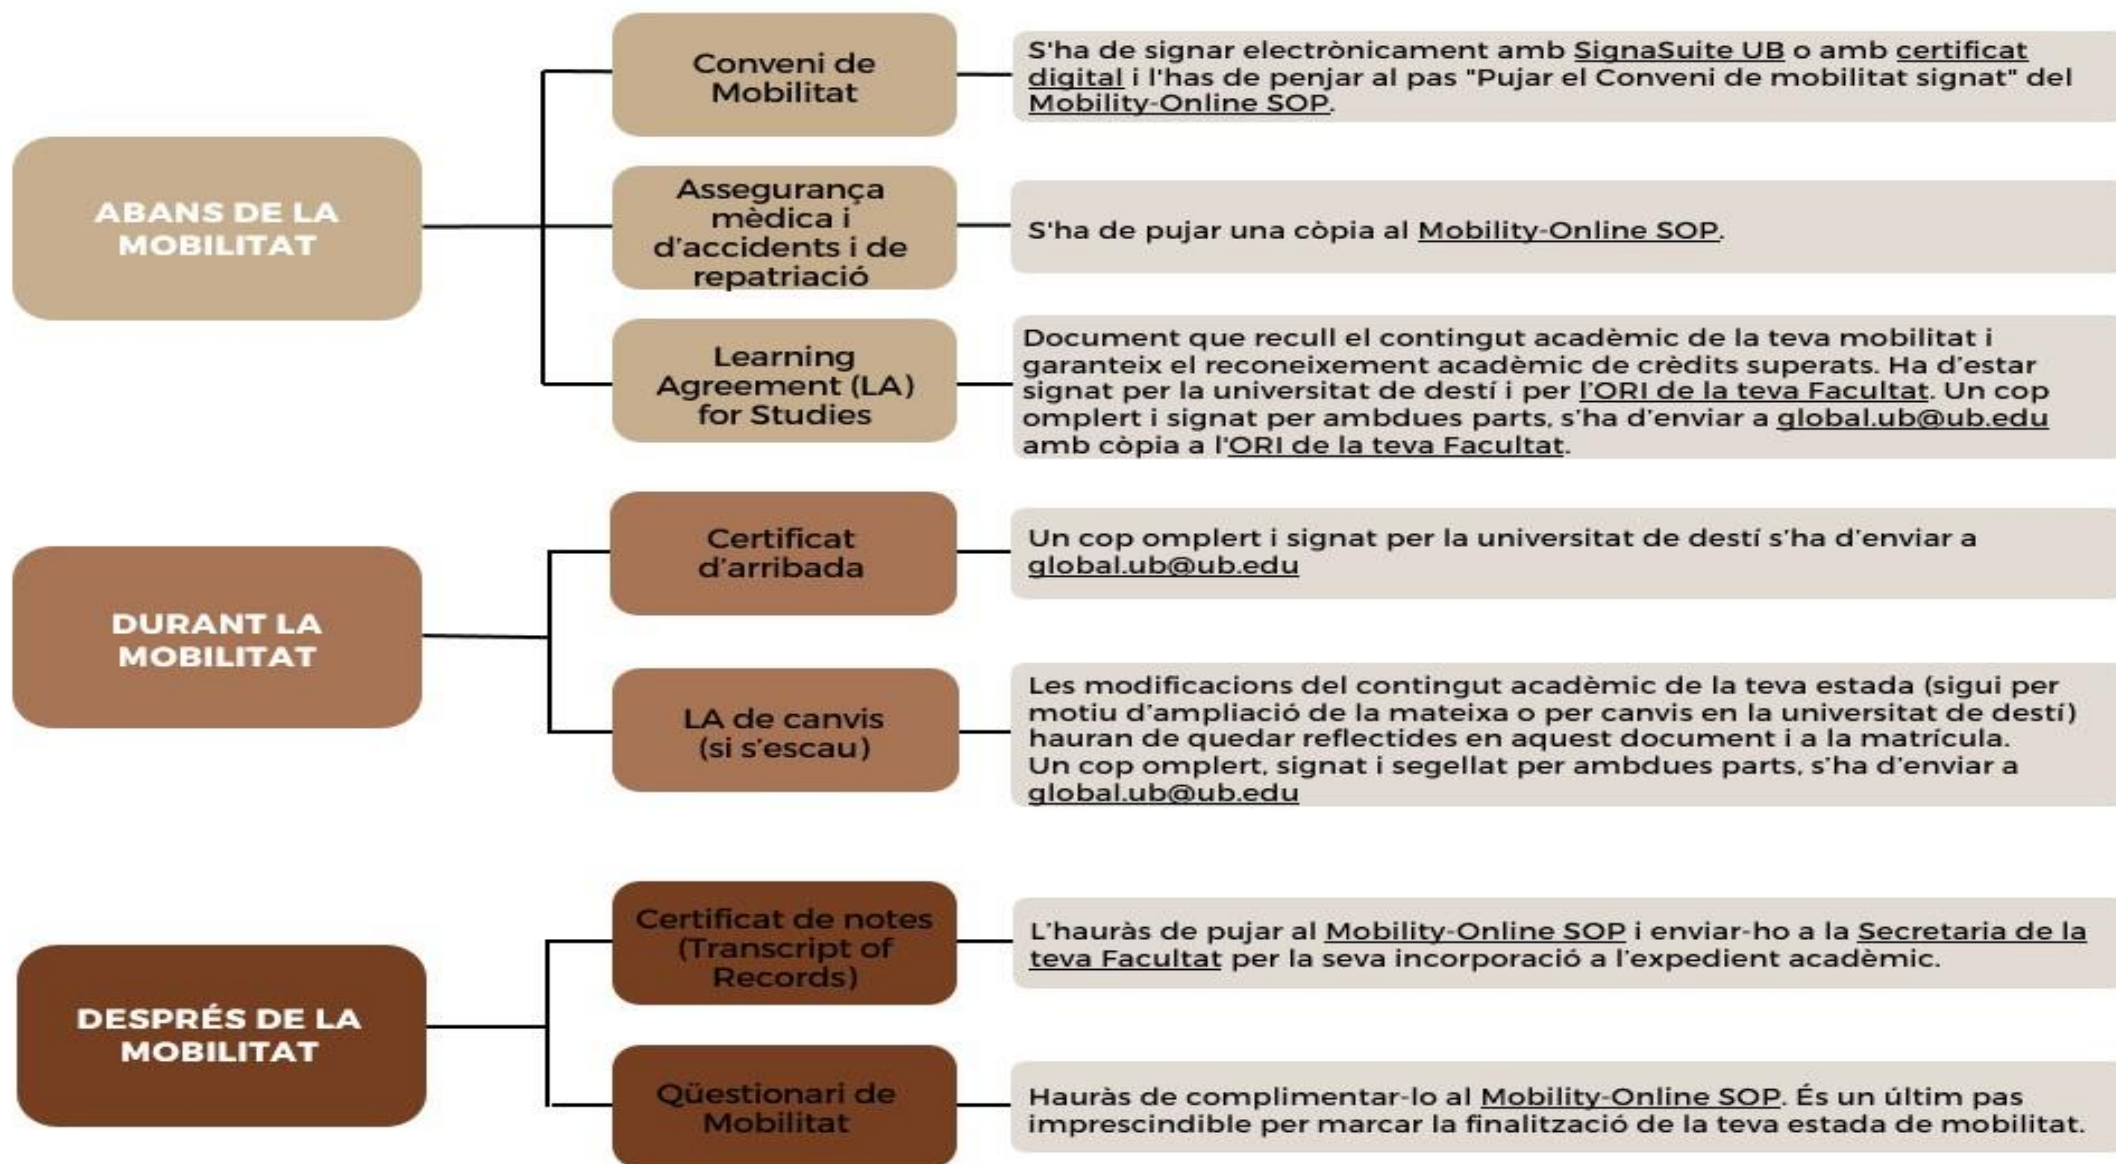 ABANS DE LA
MOBILITAT
Conveni de
Mobilitat
S'ha de signar electrònicament amb SignaSuite UB o amb certificat
digital i l'has de penjar al pas "Pujar el Conveni de mobilitat signat" del
Mobility-Online SOP.
Assegurança
mèdica i
d'accidents i de
repatriació
S'ha de pujar una còpia al Mobility-Online SOP.
Learning
Agreement (LA)
for Studies
Document que recull el contingut acadèmic de la teva mobilitat i
garanteix el reconeixement acadèmic de crèdits superats. Ha d'estar
signat per la universitat de destí i per l'ORI de la teva Facultat. Un cop
omplert i signat per ambdues parts, s'ha d'enviar a global.ub@ub.edu
amb còpia a l'ORI de la teva Facultat.
DURANT LA
MOBILITAT
Certificat
d'arribada
Un cop omplert i signat per la universitat de destí s'ha d'enviar a
global.ub@ub.edu
LA de canvis
(si s'escau)
Les modificacions del contingut acadèmic de la teva estada (sigui per
motiu d'ampliació de la mateixa o per canvis en la universitat de destí)
hauran de quedar reflectides en aquest document i a la matrícula.
Un cop omplert, signat i segellat per ambdues parts, s'ha d'enviar a
global.ub@ub.edu
DESPRÉS DE LA
MOBILITAT
Certificat de notes
(Transcript of
Records)
L'hauràs de pujar al Mobility-Online SOP i enviar-ho a la Secretaria de la
teva Facultat per la seva incorporació a l'expedient acadèmic.
Qüestionari de
Mobilitat
Hauràs de complimentar-lo al Mobility-Online SOP. És un últim pas
imprescindible per marcar la finalització de la teva estada de mobilitat.